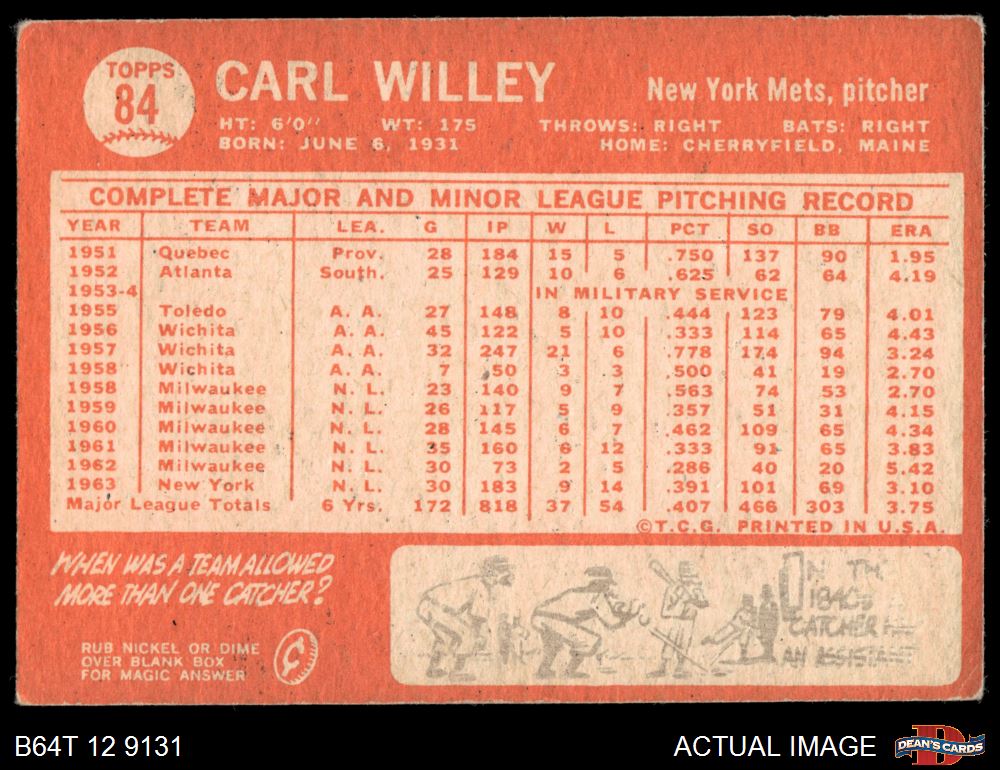 TOPPS
84
CARL WILLEY
New York Mets, pitcher
HT: 6'0" WT: 175 THROWS: RIGHT BATS: RIGHT
BORN: JUNE 6, 1931 HOME: CHERRYFIELD, MAINE
COMPLETE MAJOR AND MINOR LEAGUE PITCHING RECORD
YEAR TEAM LEA. G IP W L PCT SO BB ERA
1951 Quebec Prov. 28 184 15 5 .750 137 90 1.95
1952 Atlanta South. 25 129 10 6 .625 62 64 4.19
1953-4 IN MILITARY SERVICE
1955 Toledo A. A. 27 148 8 10 .444 123 79 4.01
1956 Wichita A. A. 45 122 5 10 .333 114 65 4.43
1957 Wichita A. A. 32 247 21 6 .778 174 94 3.24
1958 Wichita A. A. 7 50 3 3 .500 41 19 2.70
1958 Milwaukee N. L. 23 140 9 7 .563 74 53 2.70
1959 Milwaukee N. L. 26 117 5 9 .357 51 31 4.15
1960 Milwaukee N. L. 28 145 6 7 .462 109 65 4.34
1961 Milwaukee N. L. 35 160 6 12 .333 91 65 3.83
1962 Milwaukee N. L. 30 73 2 5 .286 40 20 5.42
1963 New York N. L. 30 183 9 14 .391 101 69 3.10
Major League Totals 6 Yrs. 172 818 37 54 .407 466 303 3.75
©T.C.G. PRINTED IN U.S.A.
WHEN WAS A TEAM ALLOWED
MORE THAN ONE CATCHER?
RUB NICKEL OR DIME
OVER BLANK BOX
FOR MAGIC ANSWER
¢
IN TH
1840s
CATCHER
AN ASSISTANT
B64T 12 9131
ACTUAL IMAGE
D
DEAN'S CARDS